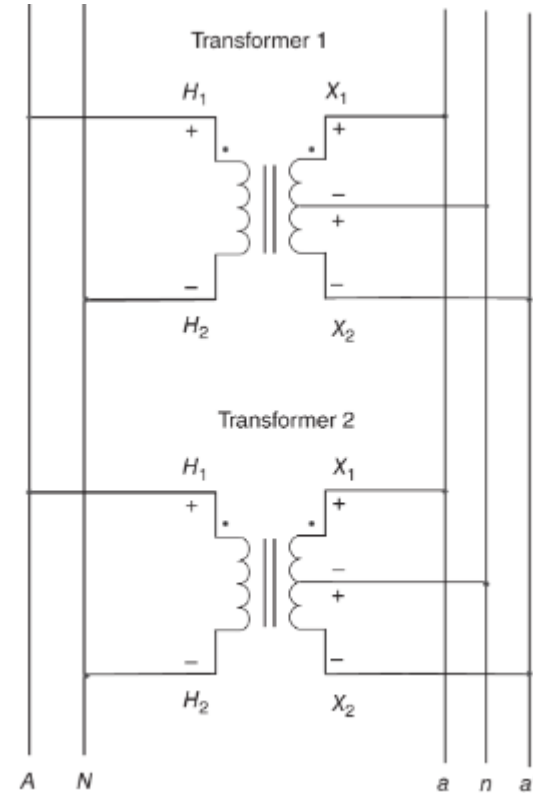 Transformer 1
H1 X1
+ +
−
+
− −
H2 X2
Transformer 2
H1 X1
+ +
−
+
− −
H2 X2
A N a n a